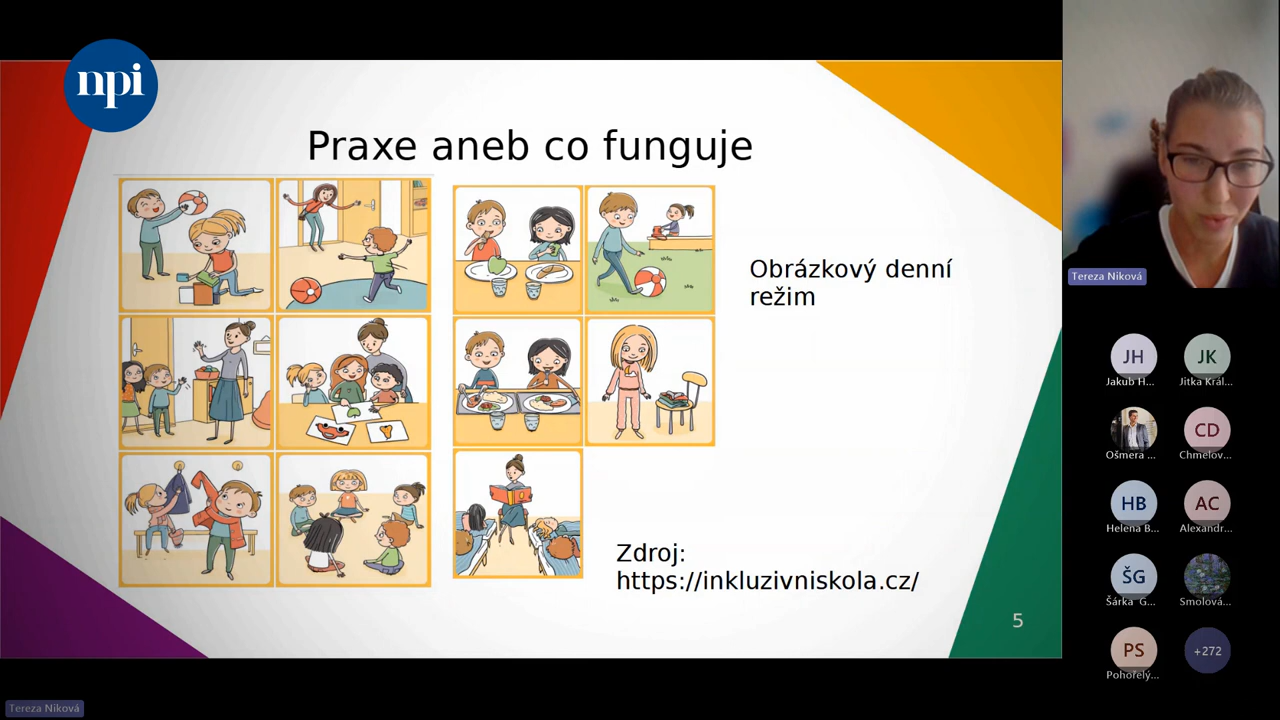 npi
Praxe aneb co funguje
Obrázkový denní
režim
Zdroj:
https://inkluzivniskola.cz/
5
Tereza Niková
JH
Jakub H...
JK
Jitka Král...
Ošmera ...
CD
Chmelov...
HB
Helena B...
AC
Alexandr...
ŠG
Šárka G...
Smolová...
PS
Pohořelý...
+272
Tereza Niková